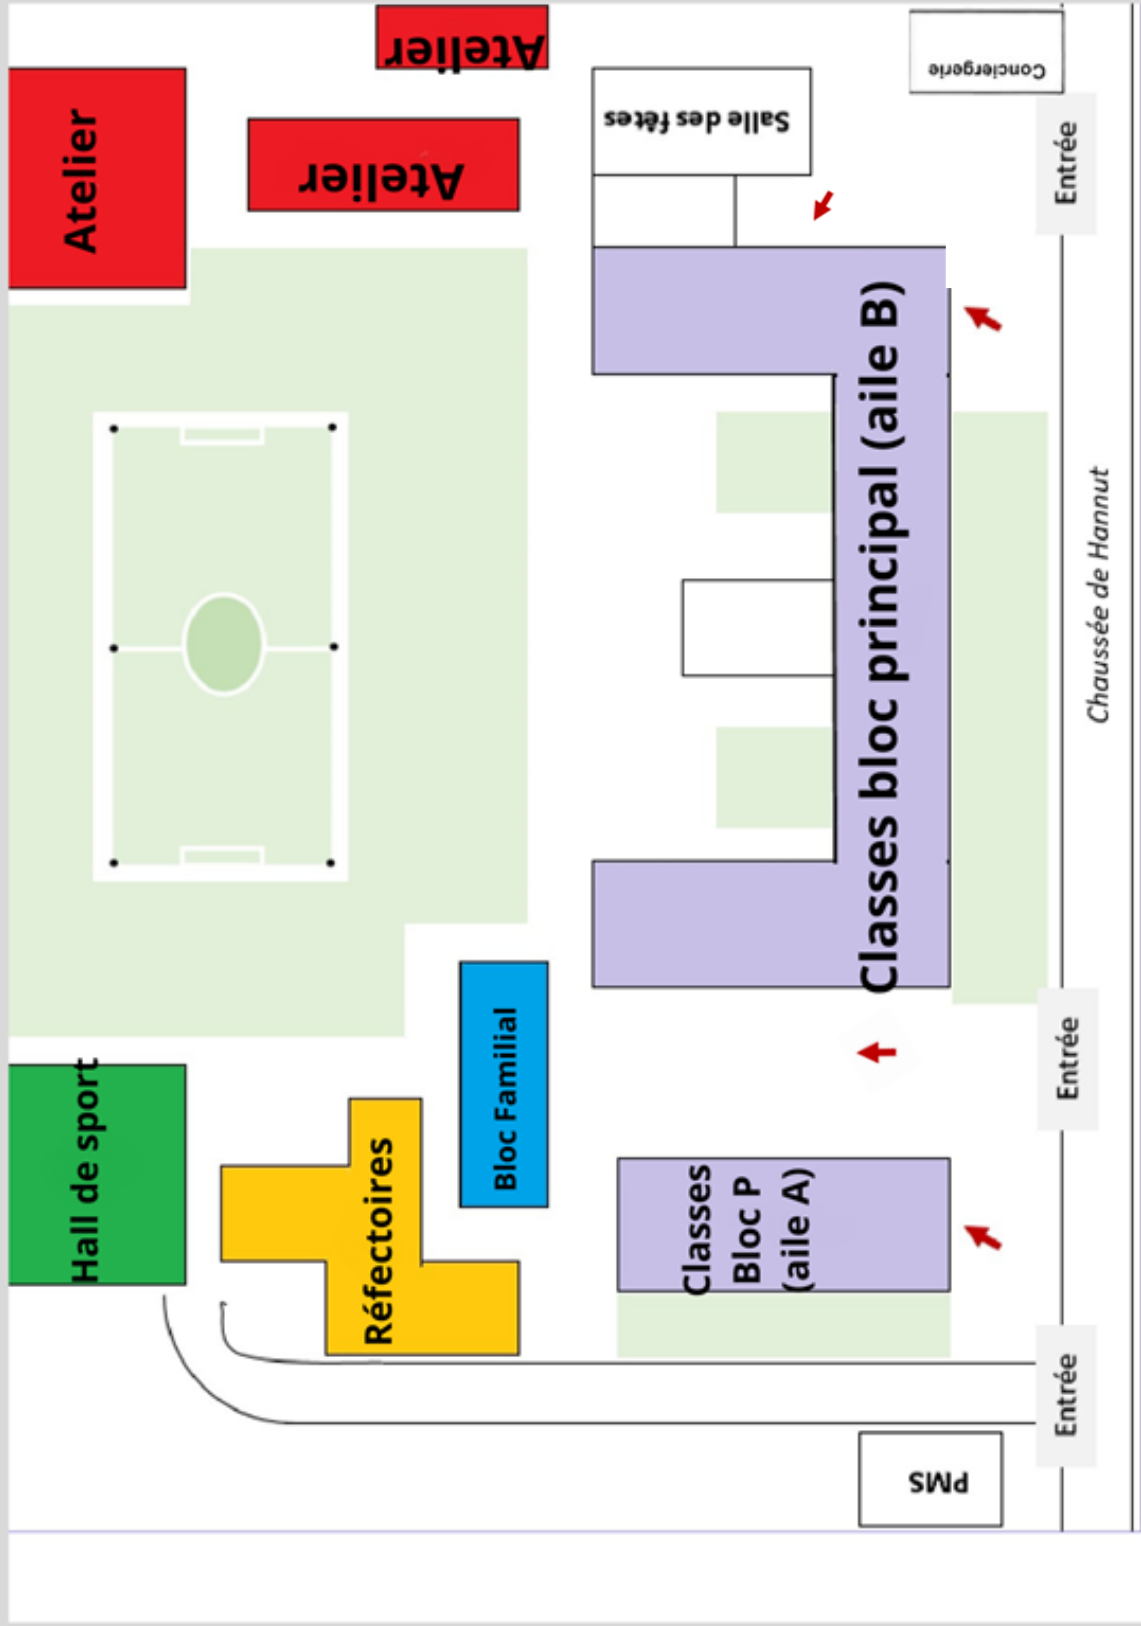 Atelier
Conciergerie
Atelier
Salle des fêtes
Atelier
Entrée
Classes bloc principal (aile B)
Chaussée de Hannut
Entrée
Bloc Familial
Hall de sport
Réfectoires
Classes
Bloc P
(aile A)
Entrée
PMS